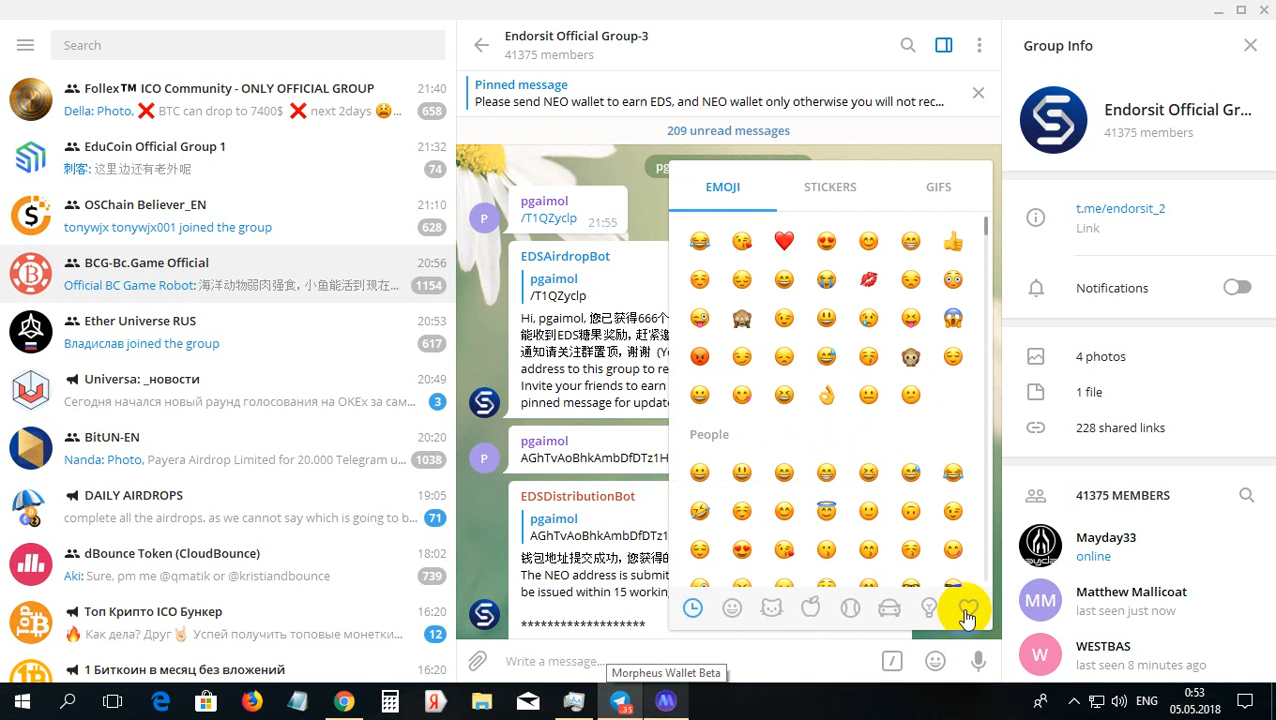 Search
Follex™ ICO Community - ONLY OFFICIAL GROUP 21:40
Della: Photo, ❌ BTC can drop to 7400$ ❌ next 2days 😫... 658
EduCoin Official Group 1 21:32
刺客: 这里边还有老外呢 74
OSChain Believer_EN 21:10
tonywjx tonywjx001 joined the group 628
BCG-Bc.Game Official 20:56
Official BC Game Robot: 海洋动物弱肉强食, 小鱼能活到现在... 1154
Ether Universe RUS 20:53
Владислав joined the group 617
Universa: _новости 20:49
Сегодня начался новый раунд голосования на OKEx за сам... 3
BitUN-EN 20:20
Nanda: Photo, Payera Airdrop Limited for 20.000 Telegram u... 1038
DAILY AIRDROPS 19:05
complete all the airdrops, as we cannot say which is going to b... 71
dBounce Token (CloudBounce) 18:02
Aki: Sure, pm me @qmatik or @kristiandbounce 739
Топ Крипто ICO Бункер 16:20
🔥 Как дела? Друг🤘 Успей получить топовые монетки... 12
1 Биткоин в месяц без вложений 16:20
Endorsit Official Group-3
41375 members
Pinned message
Please send NEO wallet to earn EDS, and NEO wallet only otherwise you will not rec...
209 unread messages
pg
P
pgaimol
/T1QZyclp 21:55
EDSAirdropBot
pgaimol
/T1QZyclp
Hi, pgaimol, 您已获得666个
能收到EDS糖果奖励, 赶紧邀
通知请关注群置顶, 谢谢 (Yo
address to this group to re
Invite your friends to earn
pinned message for update
P
pgaimol
AGhTvAoBhkAmbDfDTz1H
EDSDistributionBot
pgaimol
AGhTvAoBhkAmbDfDTz1
钱包地址提交成功, 您获得的
The NEO address is submit
be issued within 15 working
*******************
EMOJI STICKERS GIFS
People
Write a message...
Morpheus Wallet Beta
Group Info
Endorsit Official Gr...
41375 members
t.me/endorsit_2
Link
Notifications
4 photos
1 file
228 shared links
41375 MEMBERS
Mayday33
online
MM
Matthew Mallicoat
last seen just now
W
WESTBAS
last seen 8 minutes ago
35
ENG
0:53
05.05.2018